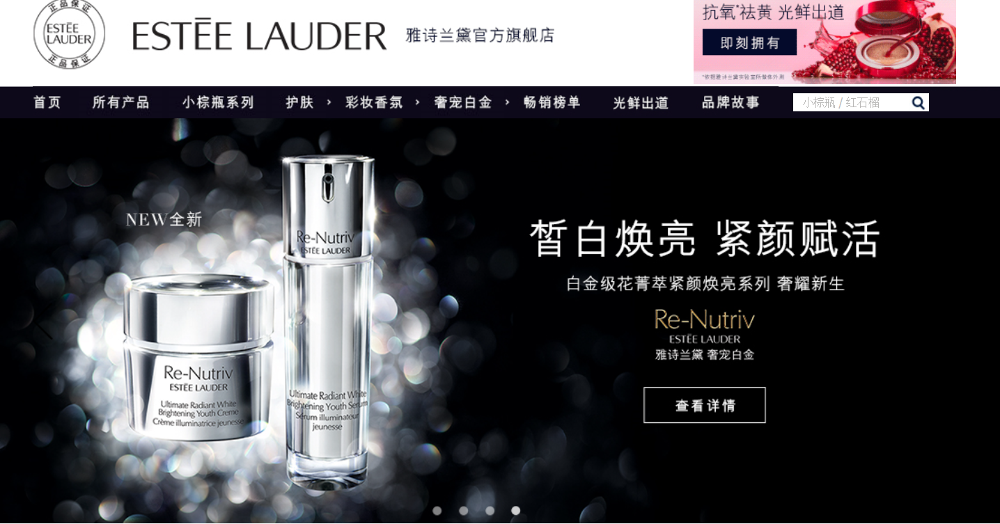 正品保证
ESTĒE
LAUDER
正品保证
ESTĒE LAUDER
雅诗兰黛官方旗舰店
抗氧*祛黄 光鲜出道
即刻拥有
*依据雅诗兰黛实验室所做体外测
首页 所有产品 小棕瓶系列 护肤 › 彩妆香氛 › 奢宠白金 › 畅销榜单 光鲜出道 品牌故事
小棕瓶 / 红石榴
NEW全新
Re-Nutriv
ESTĒE LAUDER
Ultimate Radiant White
Brightening Youth Serum
Sérum illuminateur
jeunesse
Re-Nutriv
ESTĒE LAUDER
Ultimate Radiant White
Brightening Youth Creme
Crème illuminatrice jeunesse
皙白焕亮 紧颜赋活
白金级花菁萃紧颜焕亮系列 奢耀新生
Re-Nutriv
ESTĒE LAUDER
雅诗兰黛 奢宠白金
查看详情